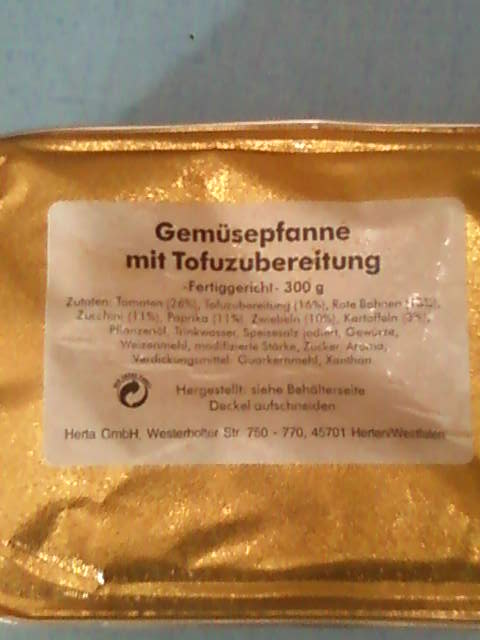 Gemüsepfanne
mit Tofuzubereitung
-Fertiggericht- 300 g
Zutaten: Tomaten (26%), Tofuzubereitung (16%), Rote Bohnen
Zucchini (11%), Paprika (11%), Zwiebeln (10%), Kartoffeln (3%),
Pflanzenöl, Trinkwasser, Speisesalz jodiert, Gewürze,
Weizenmehl, modifizierte Stärke, Zucker, Aroma,
Verdickungsmittel: Guarkernmehl, Xanthan.
Hergestellt: siehe Behälterseite
Deckel aufschneiden
Herta GmbH, Westerholter Str. 750 - 770, 45701 Herten/Westfalen